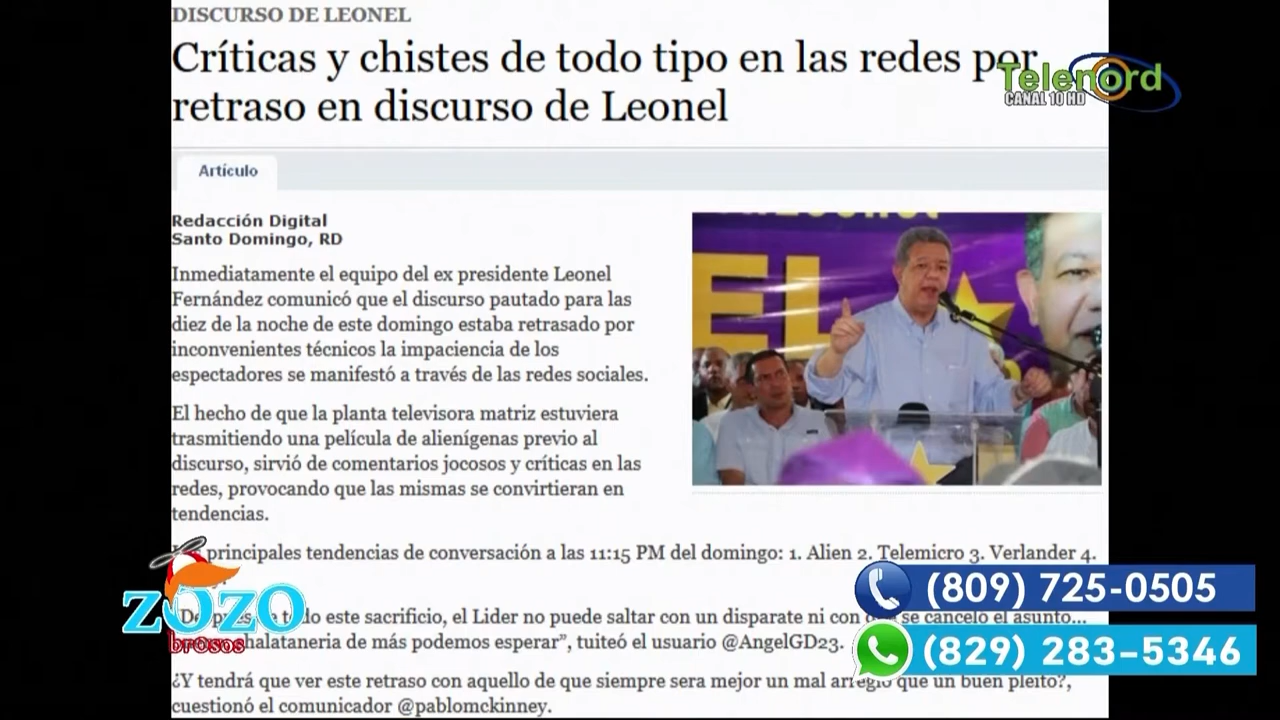 DISCURSO DE LEONEL
Críticas y chistes de todo tipo en las redes por
retraso en discurso de Leonel
Telenord
CANAL 10 HD
Artículo
Redacción Digital
Santo Domingo, RD
Inmediatamente el equipo del ex presidente Leonel
Fernández comunicó que el discurso pautado para las
diez de la noche de este domingo estaba retrasado por
inconvenientes técnicos la impaciencia de los
espectadores se manifestó a través de las redes sociales.
El hecho de que la planta televisora matriz estuviera
trasmitiendo una película de alienígenas previo al
discurso, sirvió de comentarios jocosos y críticas en las
redes, provocando que las mismas se convirtieran en
tendencias.
EL
principales tendencias de conversación a las 11:15 PM del domingo: 1. Alien 2. Telemicro 3. Verlander 4.
este sacrificio, el Lider no puede saltar con un disparate ni con se canceló el asunto...
de más podemos esperar”, tuiteó el usuario @AngelGD23.
¿Y tendrá que ver este retraso con aquello de que siempre sera mejor un mal arreglo que un buen pleito?,
cuestionó el comunicador @pablomckinney.
ZOZO
brosos
(809) 725-0505
(829) 283-5346